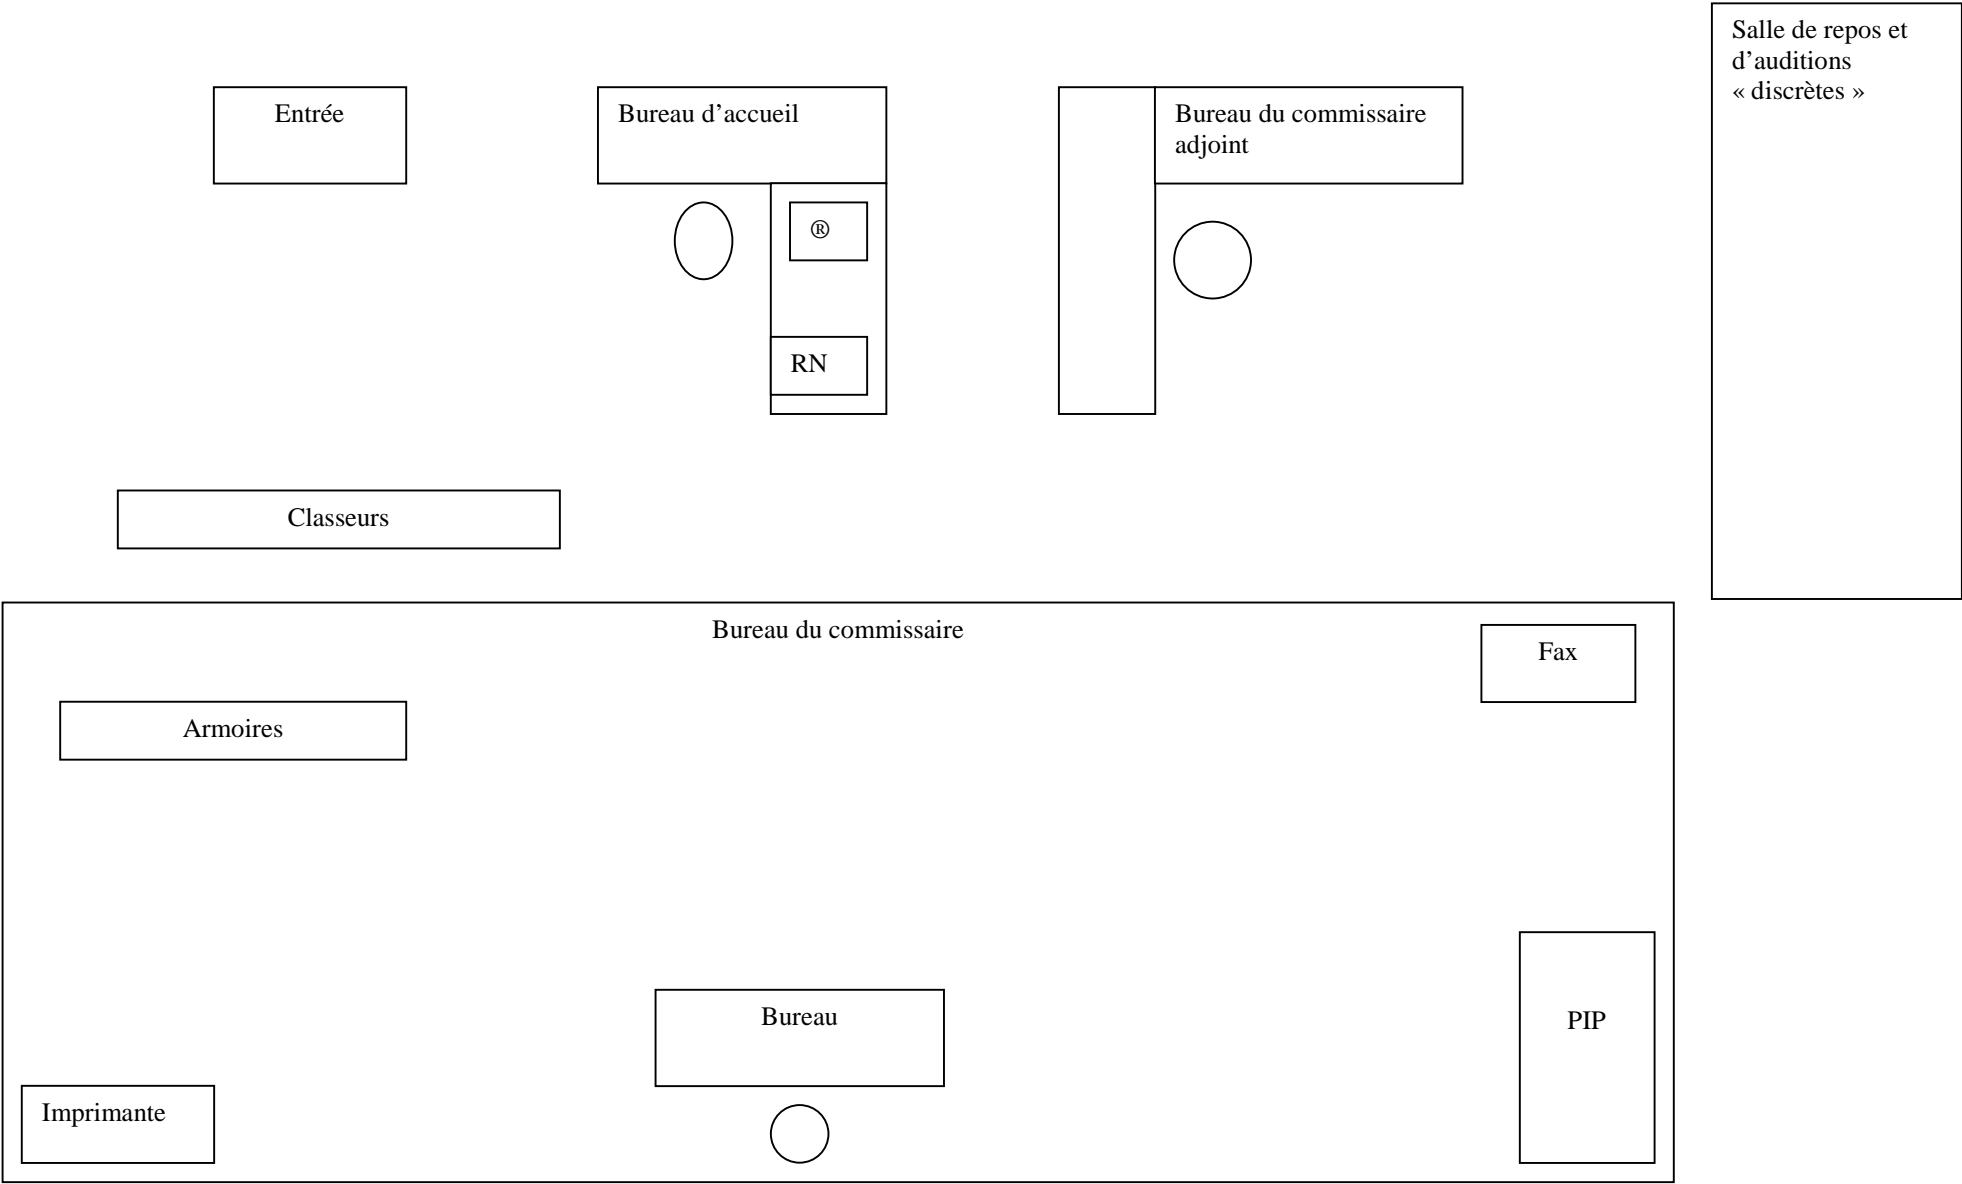 Salle de repos et
d’auditions
« discrètes »
Entrée
Bureau d’accueil
Bureau du commissaire
adjoint
®
RN
Classeurs
Bureau du commissaire
Fax
Armoires
Bureau
PIP
Imprimante